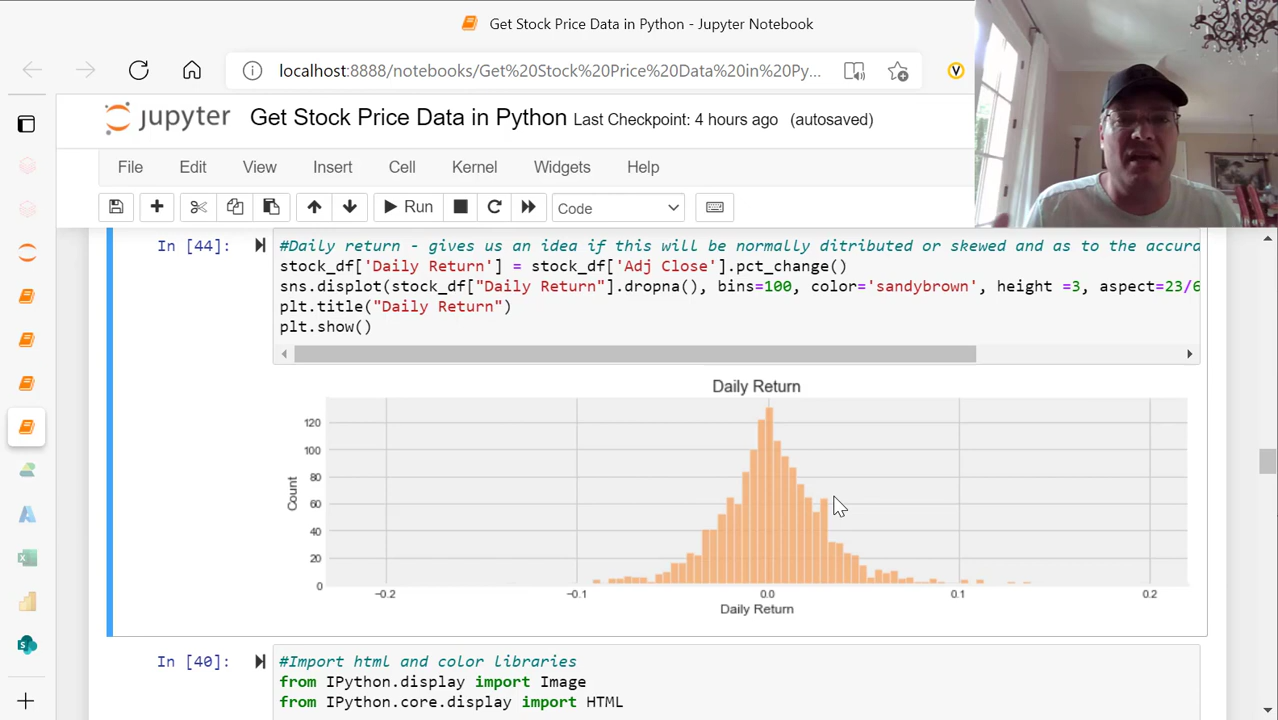 Get Stock Price Data in Python - Jupyter Notebook
localhost:8888/notebooks/Get%20Stock%20Price%20Data%20in%20Py...
V
jupyter Get Stock Price Data in Python Last Checkpoint: 4 hours ago (autosaved)
File Edit View Insert Cell Kernel Widgets Help
Run Code
In [44]:
#Daily return - gives us an idea if this will be normally ditributed or skewed and as to the accura
stock_df['Daily Return'] = stock_df['Adj Close'].pct_change()
sns.displot(stock_df["Daily Return"].dropna(), bins=100, color='sandybrown', height =3, aspect=23/6
plt.title("Daily Return")
plt.show()
Daily Return
120
100
80
60
40
20
0
Count
-0.2 -0.1 0.0 0.1 0.2
Daily Return
In [40]:
#Import html and color libraries
from IPython.display import Image
from IPython.core.display import HTML